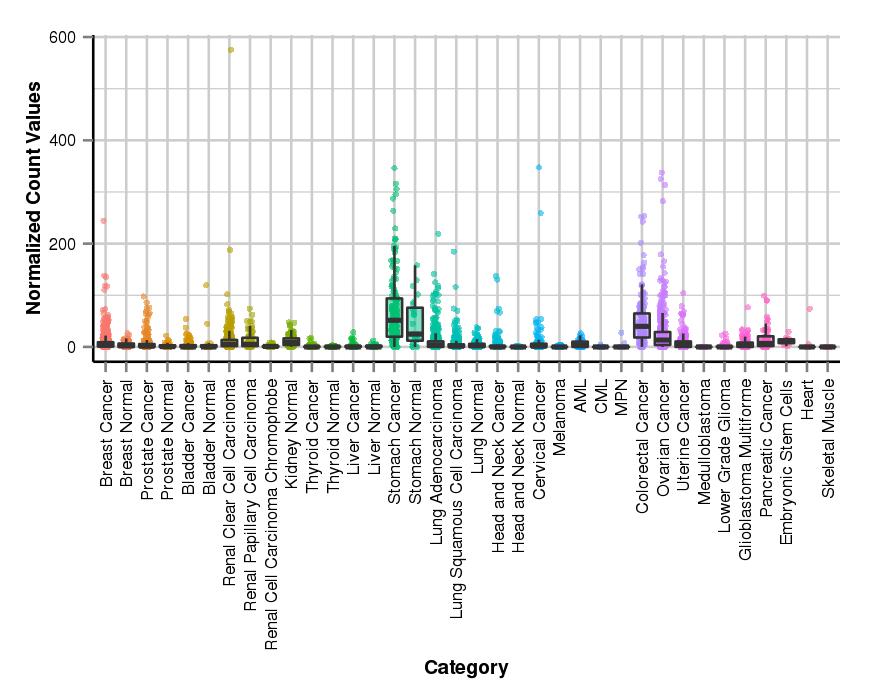 600
400
200
0
Normalized Count Values
Breast Cancer
Breast Normal
Prostate Cancer
Prostate Normal
Bladder Cancer
Bladder Normal
Renal Clear Cell Carcinoma
Renal Papillary Cell Carcinoma
Renal Cell Carcinoma Chromophobe
Kidney Normal
Thyroid Cancer
Thyroid Normal
Liver Cancer
Liver Normal
Stomach Cancer
Stomach Normal
Lung Adenocarcinoma
Lung Squamous Cell Carcinoma
Lung Normal
Head and Neck Cancer
Head and Neck Normal
Cervical Cancer
Melanoma
AML
CML
MPN
Colorectal Cancer
Ovarian Cancer
Uterine Cancer
Medulloblastoma
Lower Grade Glioma
Glioblastoma Multiforme
Pancreatic Cancer
Embryonic Stem Cells
Heart
Skeletal Muscle
Category